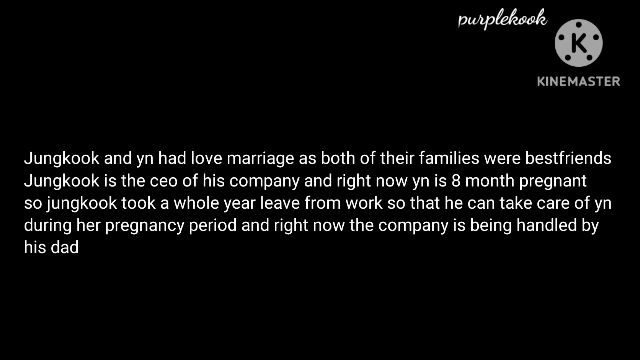 purplekook
K
KINEMASTER
Jungkook and yn had love marriage as both of their families were bestfriends
Jungkook is the ceo of his company and right now yn is 8 month pregnant
so jungkook took a whole year leave from work so that he can take care of yn
during her pregnancy period and right now the company is being handled by
his dad